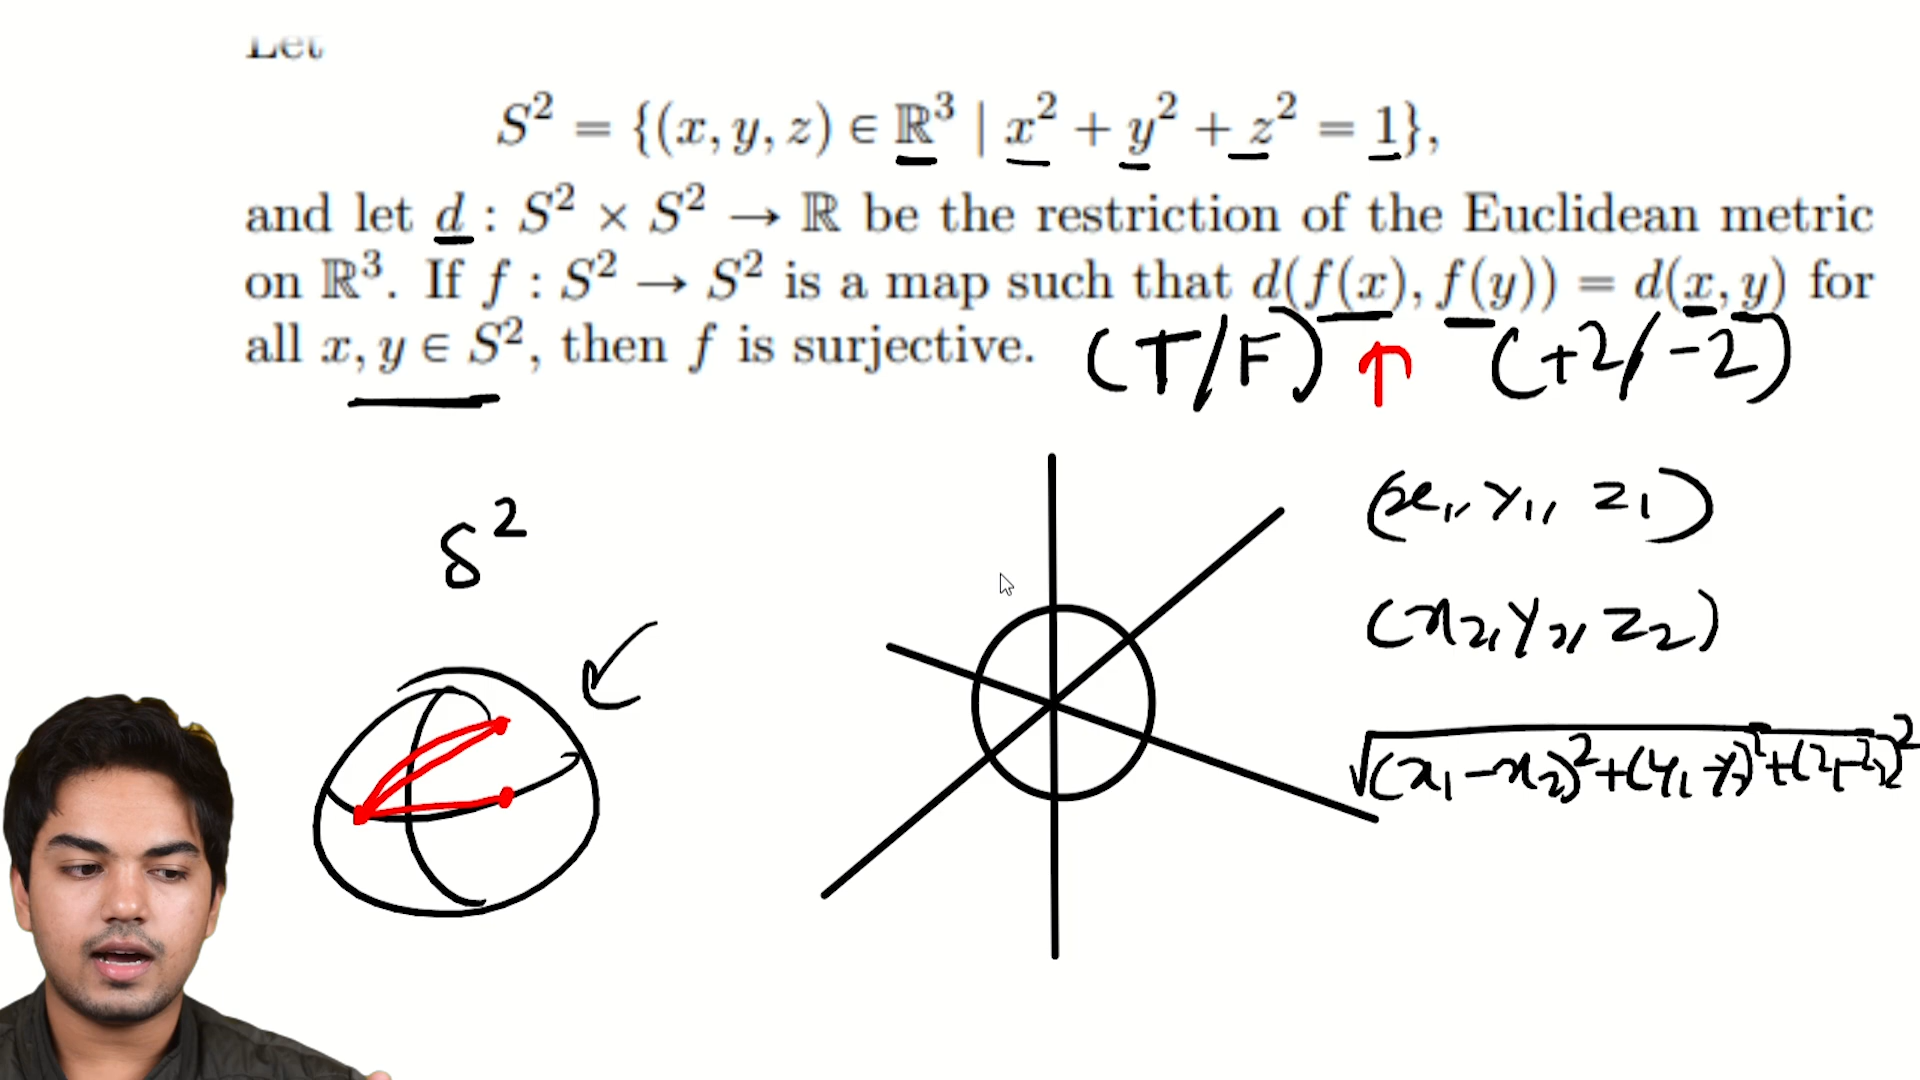 Let
S² = {(x, y, z) ∈ ℝ³ | x² + y² + z² = 1},
and let d : S² × S² → ℝ be the restriction of the Euclidean metric
on ℝ³. If f : S² → S² is a map such that d(f(x), f(y)) = d(x, y) for
all x, y ∈ S², then f is surjective. (T/F) ↑ (+2/-2)
S²
(x₁, y₁, z₁)
(x₂, y₂, z₂)
√(x₁-x₂)²+(y₁-y₂)²+(z₁-z₂)²